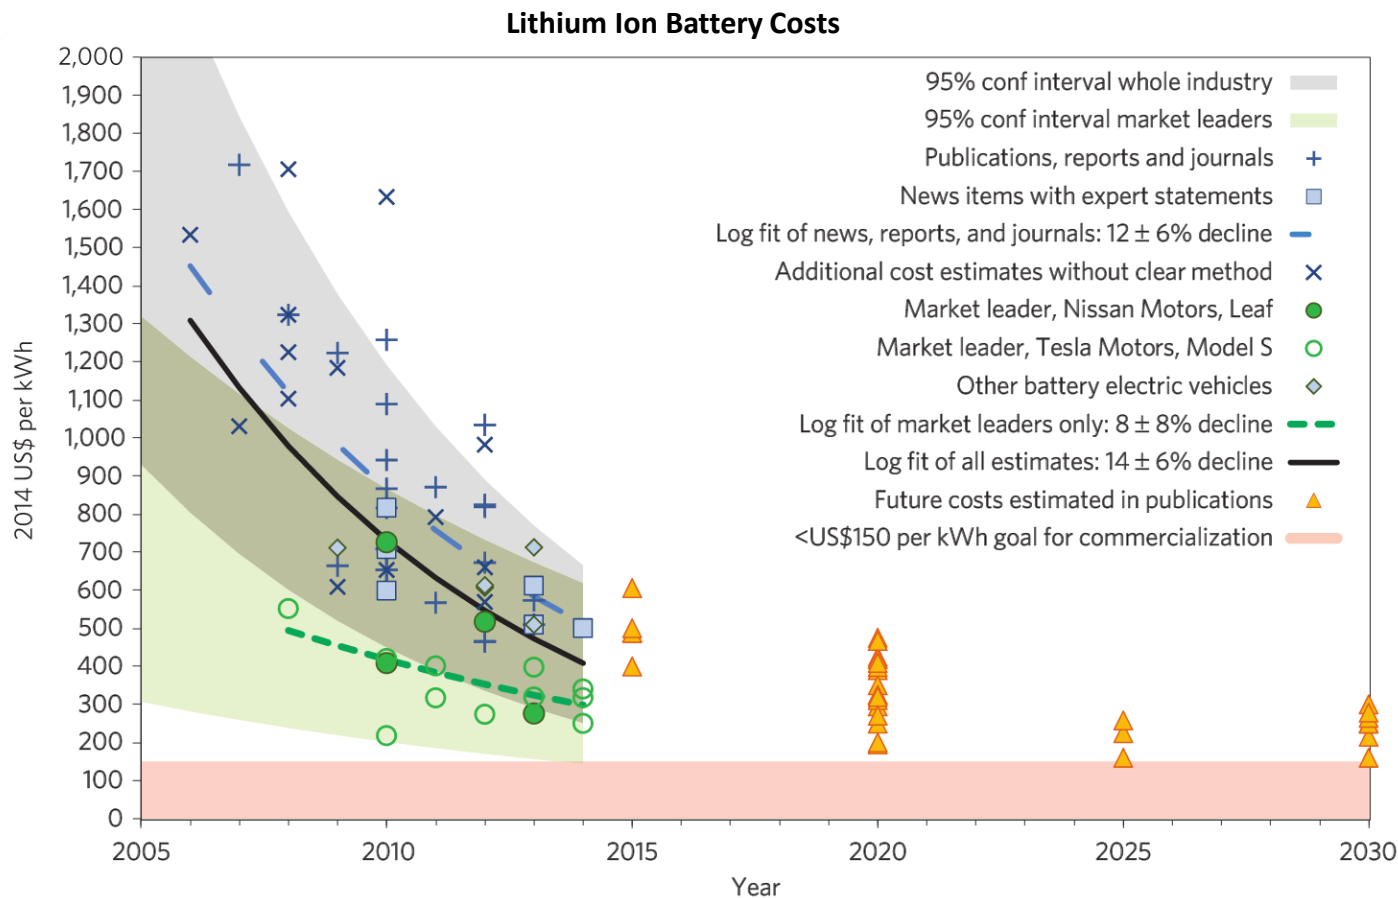 Lithium Ion Battery Costs
2,000
1,900
1,800
1,700
1,600
1,500
1,400
1,300
1,200
1,100
1,000
900
800
700
600
500
400
300
200
100
0
2014 US$ per kWh
95% conf interval whole industry
95% conf interval market leaders
Publications, reports and journals
News items with expert statements
Log fit of news, reports, and journals: 12 ± 6% decline
Additional cost estimates without clear method
Market leader, Nissan Motors, Leaf
Market leader, Tesla Motors, Model S
Other battery electric vehicles
Log fit of market leaders only: 8 ± 8% decline
Log fit of all estimates: 14 ± 6% decline
Future costs estimated in publications
<US$150 per kWh goal for commercialization
2005 2010 2015 2020 2025 2030
Year